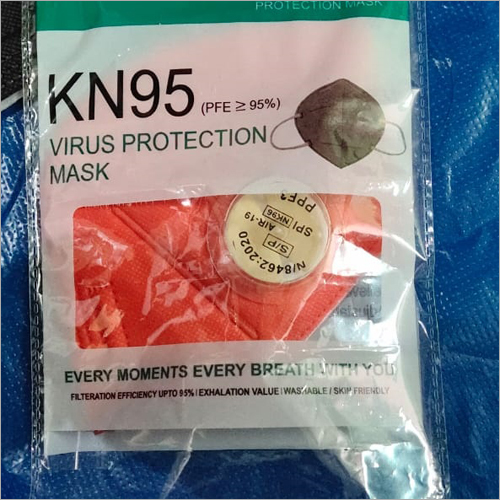 PROTECTION MASK
KN95 (PFE ≥ 95%)
VIRUS PROTECTION
MASK
PPF2
SPI NK96
AIR-19
S/P
N/8462:2020
EVERY MOMENTS EVERY BREATH WITH YOU
FILTERATION EFFICIENCY UPTO 95% / EXHALATION VALUE / WASHABLE / SKIN FRIENDLY